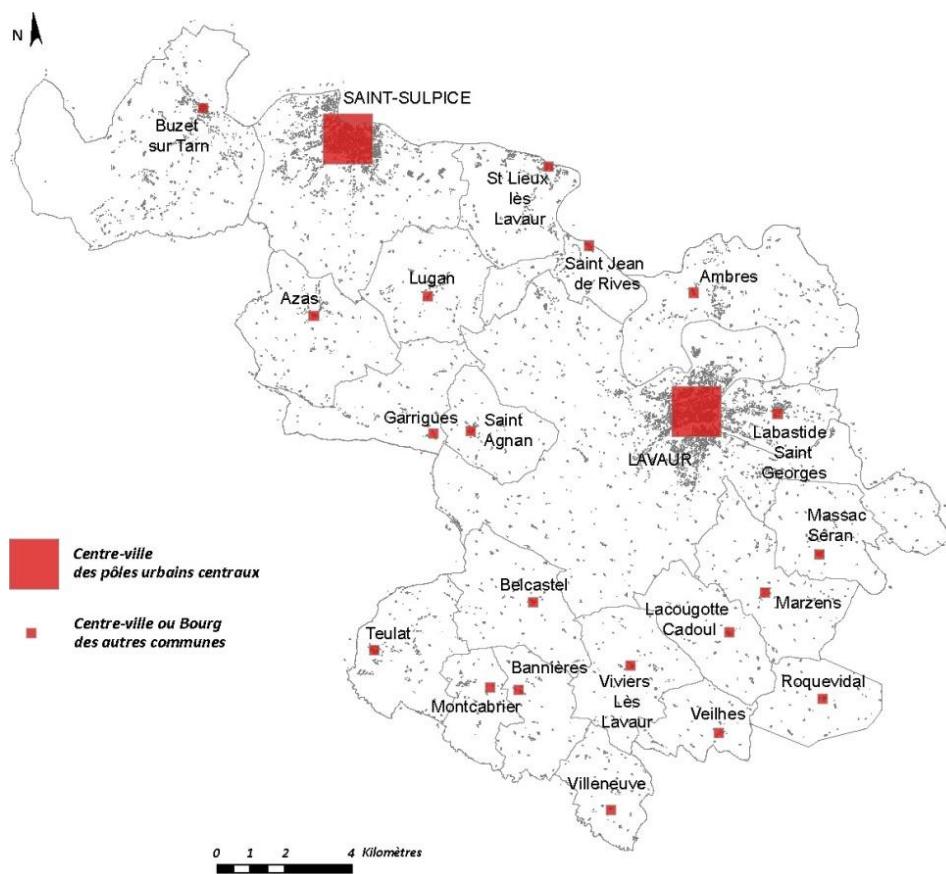 N
SAINT-SULPICE
Buzet
sur Tarn
St Lieux
lès
Lavaur
Saint Jean
de Rives
Ambres
Lugan
Azas
Garrigues
Saint
Agnan
LAVAUR
Labastide
Saint
Georges
Massac
Séran
Centre-ville
des pôles urbains centraux
Centre-ville ou Bourg
des autres communes
Belcastel
Marzens
Lacougotte
Cadoul
Teulat
Bannières
Montcabrier
Viviers
Lès
Lavaur
Roquevidal
Veilhes
Villeneuve
0 1 2 4 Kilomètres